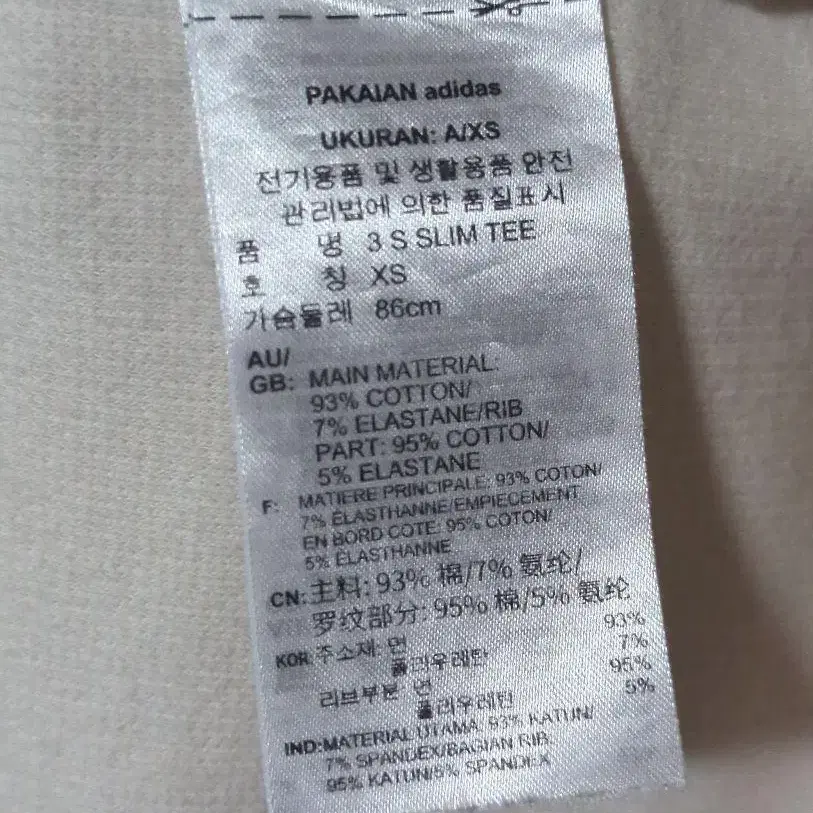 PAKAIAN adidas
UKURAN: A/XS
전기용품 및 생활용품 안전
관리법에 의한 품질표시
품 명 3 S SLIM TEE
호 칭 XS
가슴둘레 86cm
AU/
GB: MAIN MATERIAL:
93% COTTON/
7% ELASTANE/RIB
PART: 95% COTTON/
5% ELASTANE
F: MATIERE PRINCIPALE: 93% COTON/
7% ÉLASTHANNE/EMPIECEMENT
EN BORD COTE: 95% COTON/
5% ÉLASTHANNE
CN: 主料: 93% 棉/7% 氨纶/
罗纹部分: 95% 棉/5% 氨纶
KOR: 주소재: 면 93%
폴리우레탄 7%
리브부분: 면 95%
폴리우레탄 5%
IND: MATERIAL UTAMA: 93% KATUN/
7% SPANDEX/BAGIAN RIB:
95% KATUN/5% SPANDEX